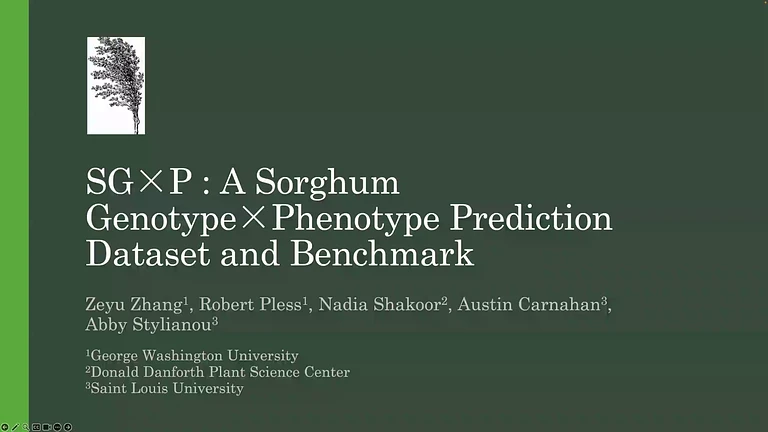 SG×P : A Sorghum
Genotype×Phenotype Prediction
Dataset and Benchmark
Zeyu Zhang¹, Robert Pless¹, Nadia Shakoor², Austin Carnahan³,
Abby Stylianou³
¹George Washington University
²Donald Danforth Plant Science Center
³Saint Louis University